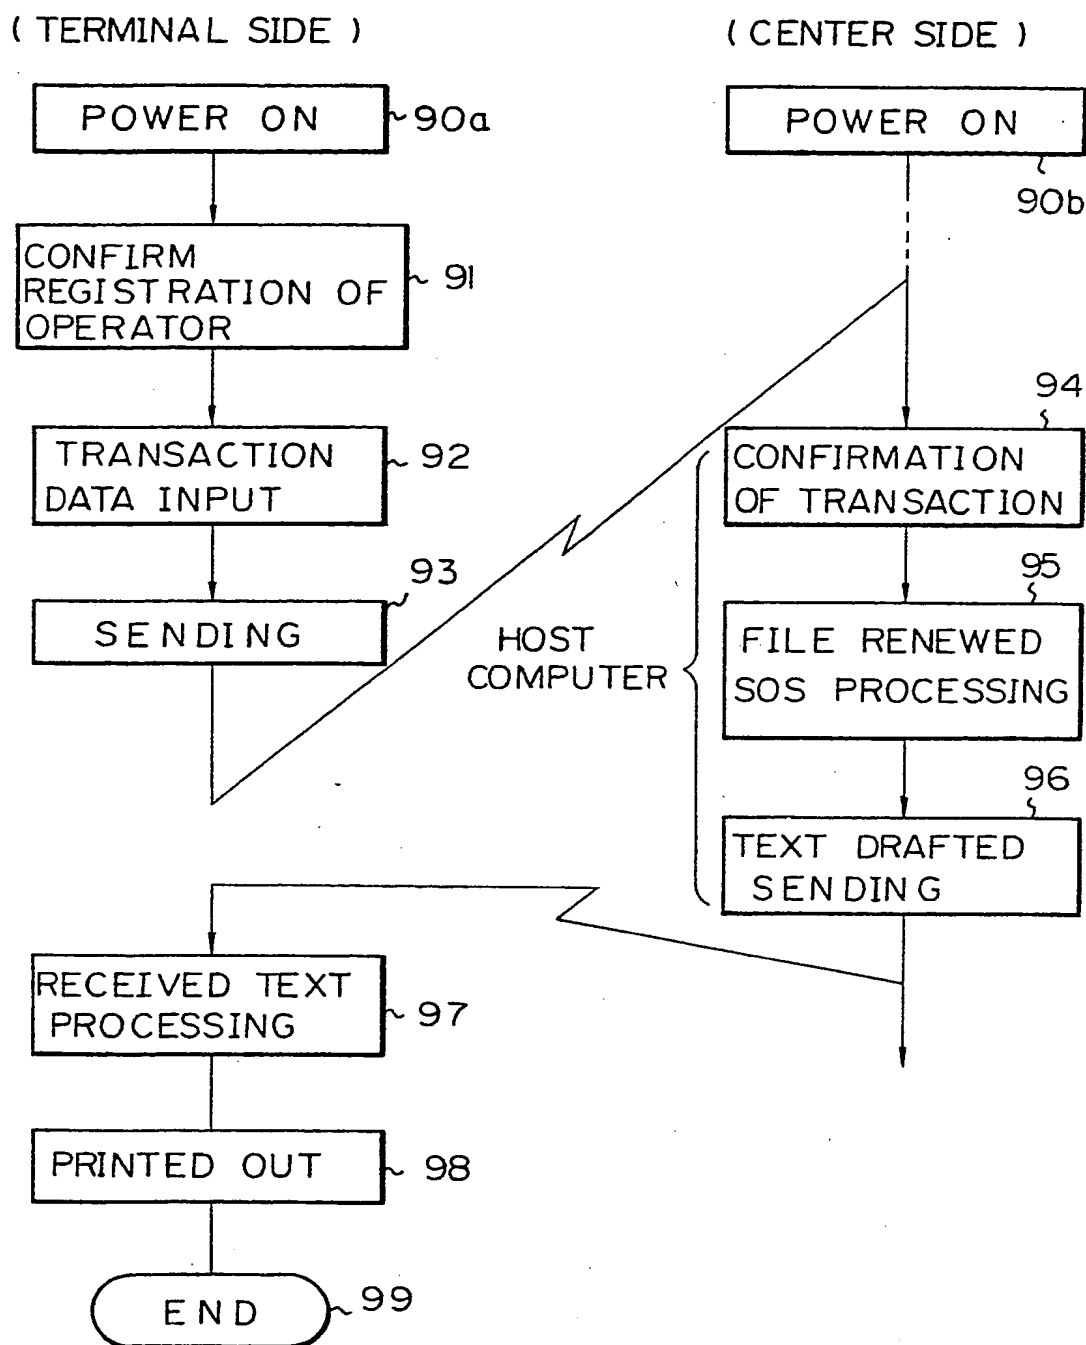 ( TERMINAL SIDE )
POWER ON
90a
CONFIRM
REGISTRATION OF
OPERATOR
91
TRANSACTION
DATA INPUT
92
93
SENDING
( CENTER SIDE )
POWER ON
90b
94
CONFIRMATION
OF TRANSACTION
95
FILE RENEWED
SOS PROCESSING
HOST
COMPUTER
96
TEXT DRAFTED
SENDING
RECEIVED TEXT
PROCESSING
97
PRINTED OUT
98
END
99